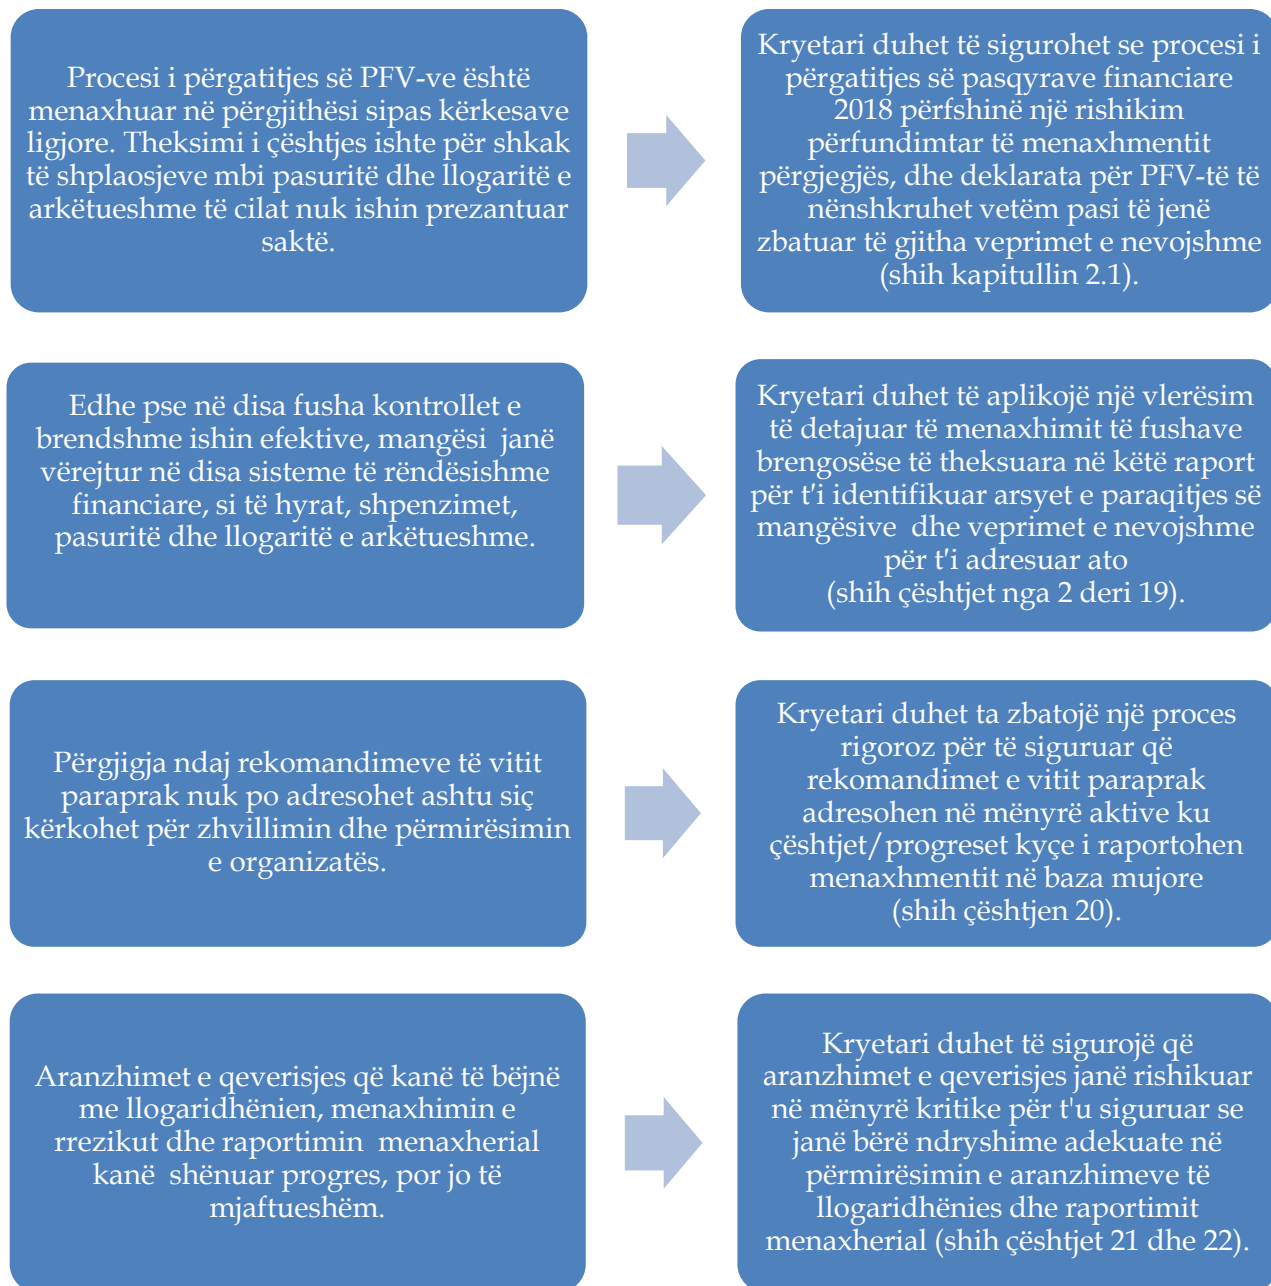 Procesi i përgatitjes së PFV-ve është
menaxhuar në përgjithësi sipas kërkesave
ligjore. Theksimi i çështjes ishte për shkak
të shplaosjeve mbi pasuritë dhe llogaritë e
arkëtueshme të cilat nuk ishin prezantuar
saktë.
Kryetari duhet të sigurohet se procesi i
përgatitjes së pasqyrave financiare
2018 përfshinë një rishikim
përfundimtar të menaxhmentit
përgjegjës, dhe deklarata për PFV-të të
nënshkruhet vetëm pasi të jenë
zbatuar të gjitha veprimet e nevojshme
(shih kapitullin 2.1).
Edhe pse në disa fusha kontrollet e
brendshme ishin efektive, mangësi janë
vërejtur në disa sisteme të rëndësishme
financiare, si të hyrat, shpenzimet,
pasuritë dhe llogaritë e arkëtueshme.
Kryetari duhet të aplikojë një vlerësim
të detajuar të menaxhimit të fushave
brengosëse të theksuara në këtë raport
për t'i identifikuar arsyet e paraqitjes së
mangësive dhe veprimet e nevojshme
për t'i adresuar ato
(shih çështjet nga 2 deri 19).
Përgjigja ndaj rekomandimeve të vitit
paraprak nuk po adresohet ashtu siç
kërkohet për zhvillimin dhe përmirësimin
e organizatës.
Kryetari duhet ta zbatojë një proces
rigoroz për të siguruar që
rekomandimet e vitit paraprak
adresohen në mënyrë aktive ku
çështjet/progreset kyçe i raportohen
menaxhmentit në baza mujore
(shih çështjen 20).
Aranzhimet e qeverisjes që kanë të bëjnë
me llogaridhënien, menaxhimin e
rrezikut dhe raportimin menaxherial
kanë shënuar progres, por jo të
mjaftueshëm.
Kryetari duhet të sigurojë që
aranzhimet e qeverisjes janë rishikuar
në mënyrë kritike për t'u siguruar se
janë bërë ndryshime adekuate në
përmirësimin e aranzhimeve të
llogaridhënies dhe raportimit
menaxherial (shih çështjet 21 dhe 22).